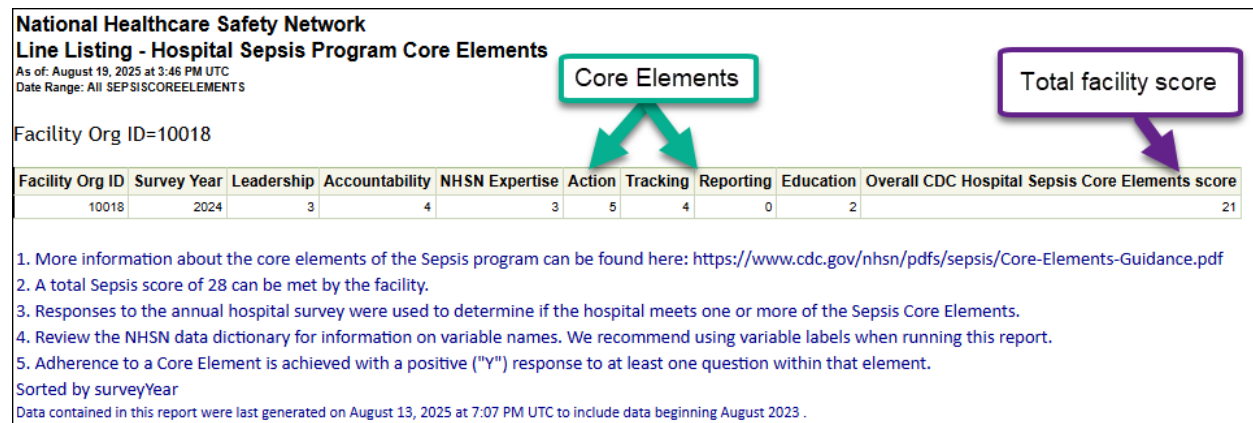 National Healthcare Safety Network
Line Listing - Hospital Sepsis Program Core Elements
As of: August 19, 2025 at 3:46 PM UTC
Date Range: All SEPSISCOREELEMENTS
Core Elements
Total facility score
Facility Org ID=10018
Facility Org ID Survey Year Leadership Accountability NHSN Expertise Action Tracking Reporting Education Overall CDC Hospital Sepsis Core Elements score
10018 2024 3 4 3 5 4 0 2 21
1. More information about the core elements of the Sepsis program can be found here: https://www.cdc.gov/nhsn/pdfs/sepsis/Core-Elements-Guidance.pdf
2. A total Sepsis score of 28 can be met by the facility.
3. Responses to the annual hospital survey were used to determine if the hospital meets one or more of the Sepsis Core Elements.
4. Review the NHSN data dictionary for information on variable names. We recommend using variable labels when running this report.
5. Adherence to a Core Element is achieved with a positive ("Y") response to at least one question within that element.
Sorted by surveyYear
Data contained in this report were last generated on August 13, 2025 at 7:07 PM UTC to include data beginning August 2023 .